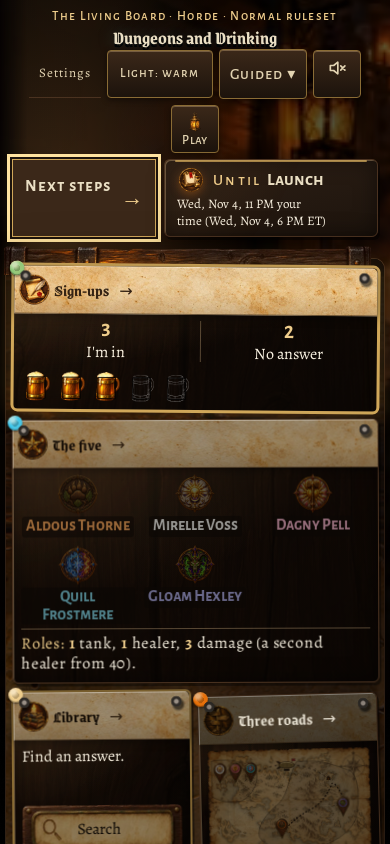 The Living Board · Horde · Normal ruleset
Dungeons and Drinking
Settings
Light: warm
Guided ▾
Play
Next steps
→
Until Launch
Wed, Nov 4, 11 PM your
time (Wed, Nov 4, 6 PM ET)
Sign-ups →
3
I'm in
2
No answer
The five →
Aldous Thorne
Mirelle Voss
Dagny Pell
Quill
Frostmere
Gloam Hexley
Roles: 1 tank, 1 healer, 3 damage (a second
healer from 40).
Library →
Find an answer.
Search
Three roads →